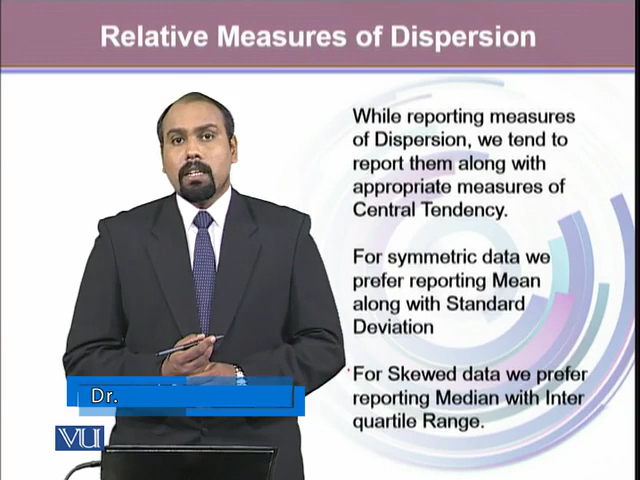 Relative Measures of Dispersion
While reporting measures
of Dispersion, we tend to
report them along with
appropriate measures of
Central Tendency.
For symmetric data we
prefer reporting Mean
along with Standard
Deviation
For Skewed data we prefer
reporting Median with Inter
quartile Range.
Dr.
VU